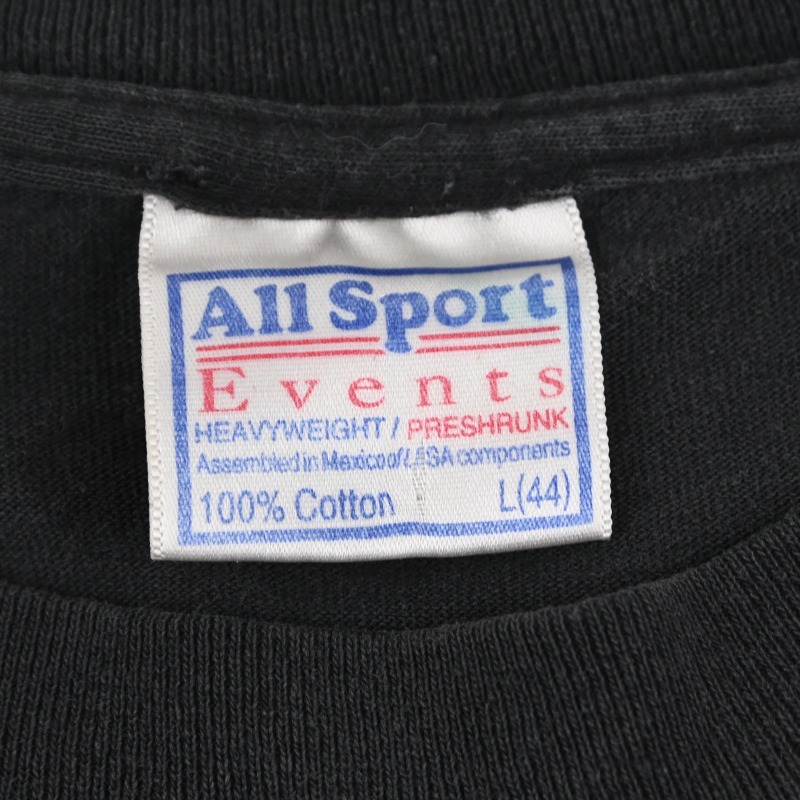 All Sport
Events
HEAVYWEIGHT / PRESHRUNK
Assembled in Mexico of USA components
100% Cotton L(44)